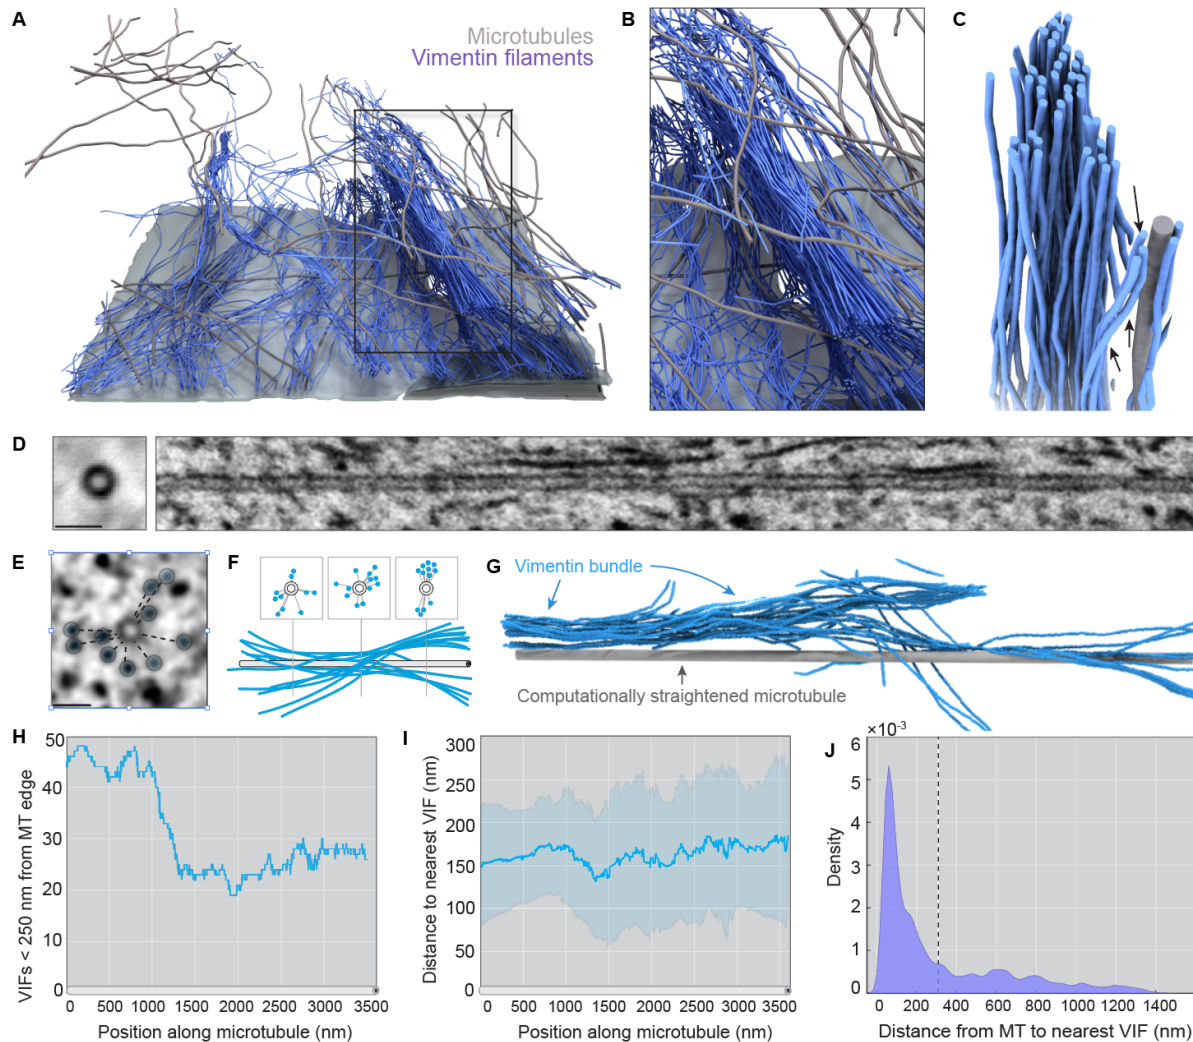 A
Microtubules
Vimentin filaments
B
C
D
E
F
G
Vimentin bundle
Computationally straightened microtubule
H
VIFs < 250 nm from MT edge
50
40
30
20
10
0
0 500 1000 1500 2000 2500 3000 3500
Position along microtubule (nm)
I
Distance to nearest VIF (nm)
300
250
200
150
100
50
0
0 500 1000 1500 2000 2500 3000 3500
Position along microtubule (nm)
J
×10⁻³
Density
6
5
4
3
2
1
0
0 200 400 600 800 1000 1400
Distance from MT to nearest VIF (nm)